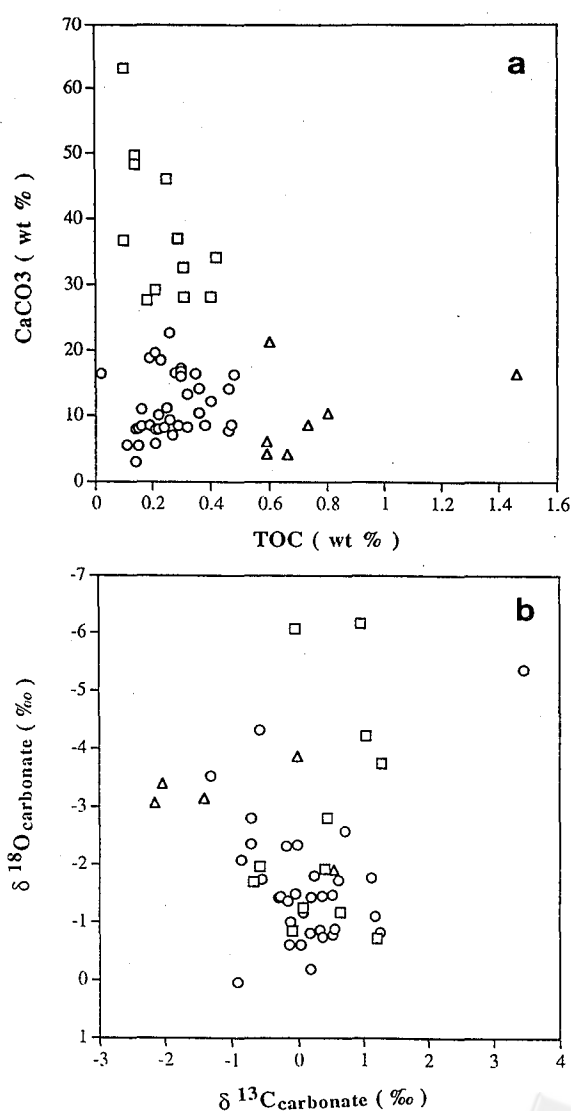 a
70
60
50
40
30
20
10
0
CaCO3 ( wt % )
0 0.2 0.4 0.6 0.8 1 1.2 1.4 1.6
TOC ( wt % )
b
-7
-6
-5
-4
-3
-2
-1
0
1
δ 18Ocarbonate ( ‰ )
-3 -2 -1 0 1 2 3 4
δ 13Ccarbonate ( ‰ )